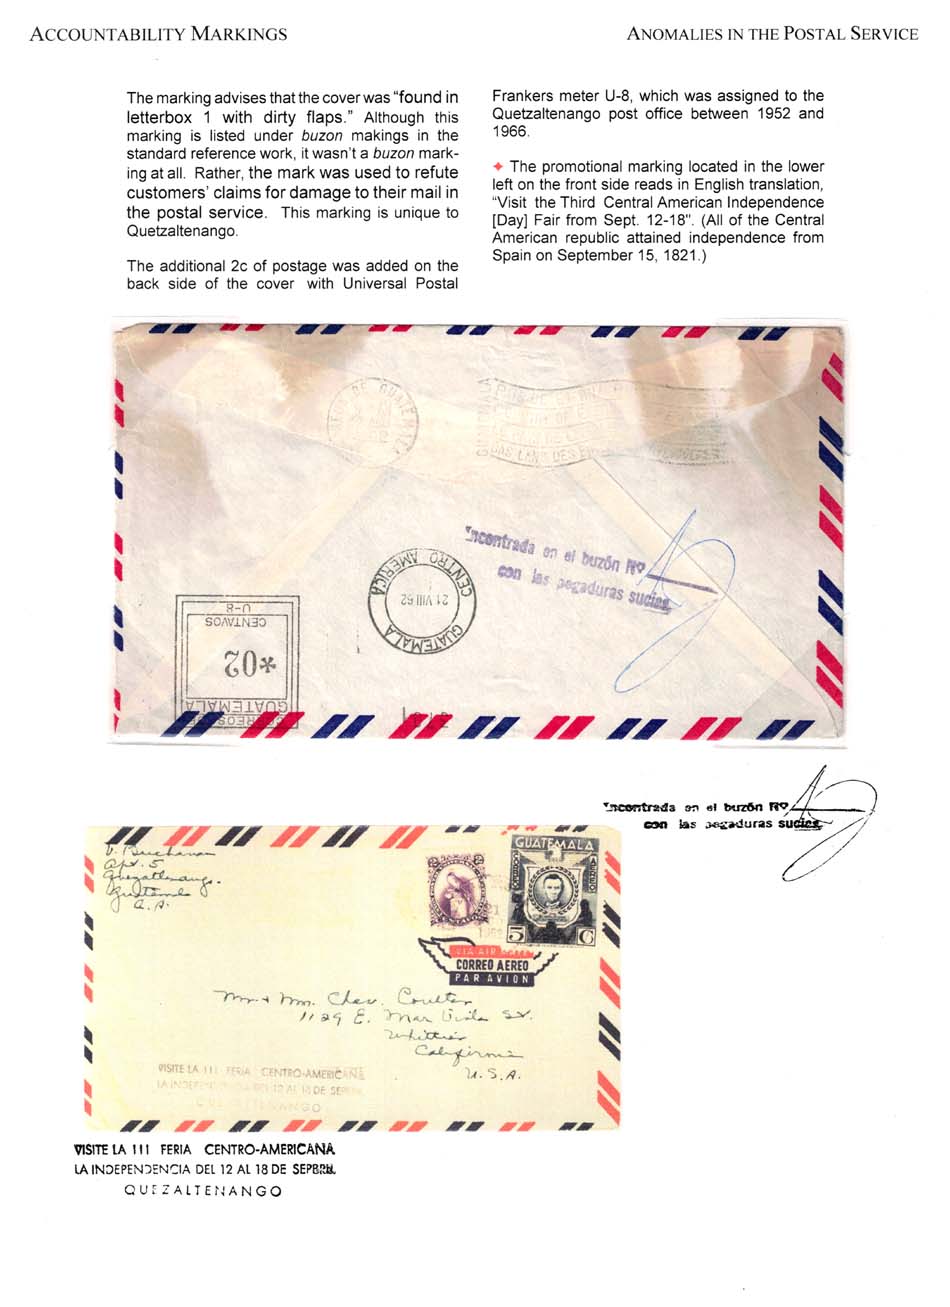 ACCOUNTABILITY MARKINGS
ANOMALIES IN THE POSTAL SERVICE
The marking advises that the cover was “found in
letterbox 1 with dirty flaps.” Although this
marking is listed under buzon makings in the
standard reference work, it wasn’t a buzon mark-
ing at all. Rather, the mark was used to refute
customers’ claims for damage to their mail in
the postal service. This marking is unique to
Quetzaltenango.
The additional 2c of postage was added on the
back side of the cover with Universal Postal
Frankers meter U-8, which was assigned to the
Quetzaltenango post office between 1952 and
1966.
The promotional marking located in the lower
left on the front side reads in English translation,
“Visit the Third Central American Independence
[Day] Fair from Sept. 12-18". (All of the Central
American republic attained independence from
Spain on September 15, 1821.)
DE GUATEM
Encontrada en el buzón Nº
con las pegaduras sucias.
CENTRO AMERICA
21 VIII 62
GUATEMALA
U-8
CENTAVOS
*02
GUATEMALA
CORREOS DE
Encontrada en el buzón Nº
con las pegaduras sucias.
V. Buchanan
Apt. 5
Quezaltenango.
Guatemala
C.A.
GUATEMALA
AEREO
5 C
21
1962
VIA AIR MAIL
CORREO AEREO
PAR AVION
Mr. & Mrs. Chas. Coulter
1129 E. Mar Vista St.
Whittier
California
U.S.A.
VISITE LA III FERIA CENTRO-AMERICANA
LA INDEPENDENCIA DEL 12 AL 18 DE SEPBRE.
QUEZALTENANGO
VISITE LA III FERIA CENTRO-AMERICANA
LA INDEPENDENCIA DEL 12 AL 18 DE SEPBRE.
QUEZALTENANGO